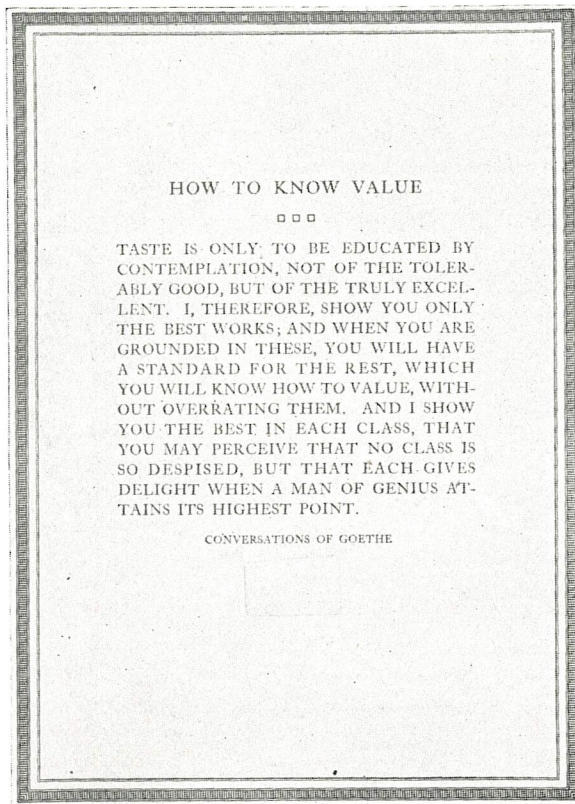 HOW TO KNOW VALUE
TASTE IS ONLY TO BE EDUCATED BY
CONTEMPLATION, NOT OF THE TOLER-
ABLY GOOD, BUT OF THE TRULY EXCEL-
LENT. I, THEREFORE, SHOW YOU ONLY
THE BEST WORKS; AND WHEN YOU ARE
GROUNDED IN THESE, YOU WILL HAVE
A STANDARD FOR THE REST, WHICH
YOU WILL KNOW HOW TO VALUE, WITH-
OUT OVERRATING THEM. AND I SHOW
YOU THE BEST IN EACH CLASS, THAT
YOU MAY PERCEIVE THAT NO CLASS IS
SO DESPISED, BUT THAT EACH GIVES
DELIGHT WHEN A MAN OF GENIUS AT-
TAINS ITS HIGHEST POINT.
CONVERSATIONS OF GOETHE